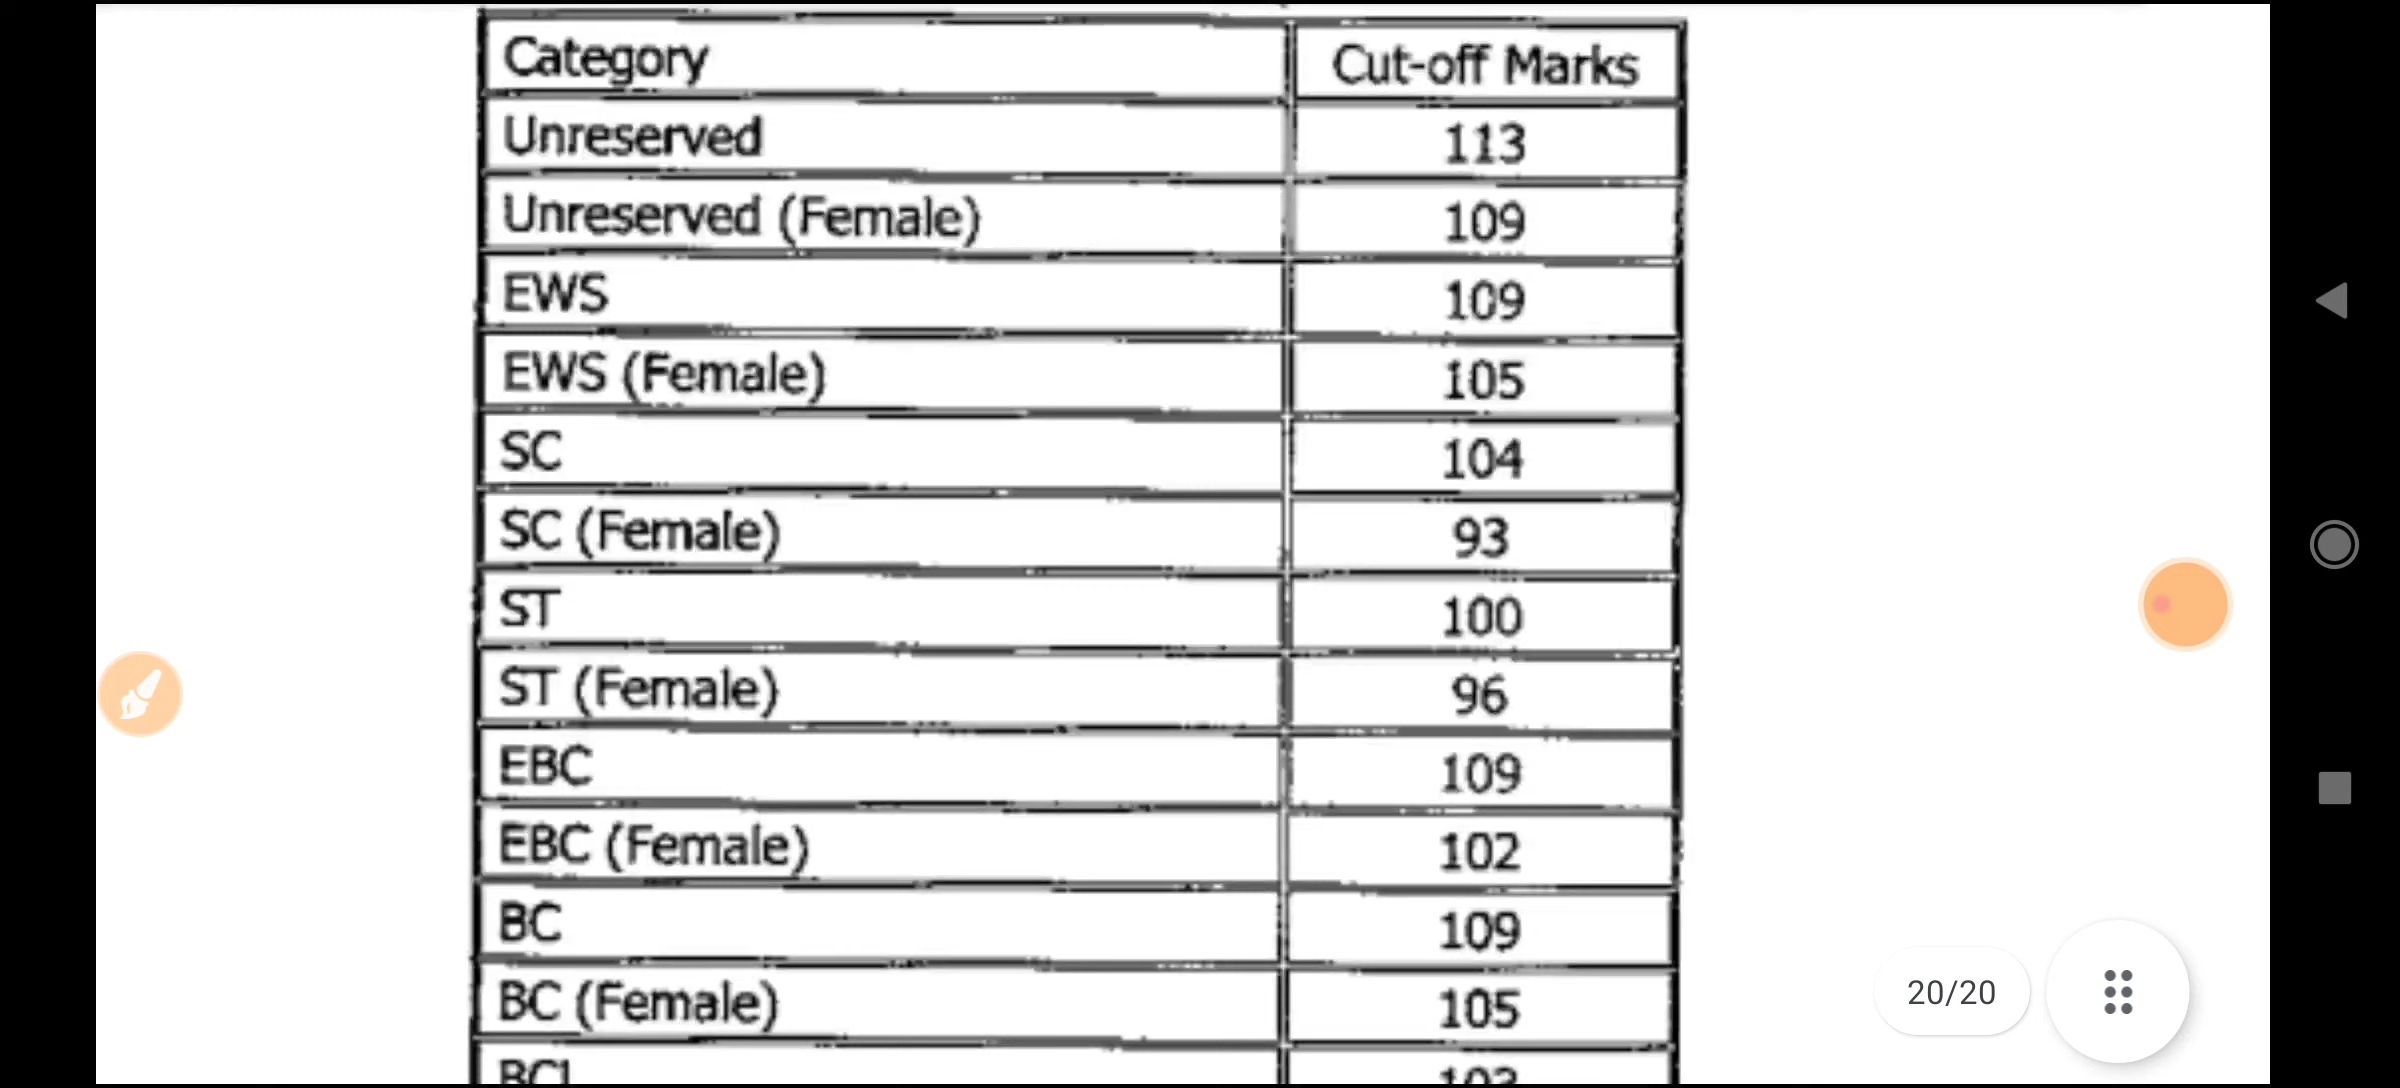 Category Cut-off Marks
Unreserved 113
Unreserved (Female) 109
EWS 109
EWS (Female) 105
SC 104
SC (Female) 93
ST 100
ST (Female) 96
EBC 109
EBC (Female) 102
BC 109
BC (Female) 105
20/20